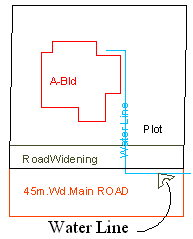 A-Bld
Water Line
Plot
RoadWidening
45m.Wd.Main ROAD
Water Line